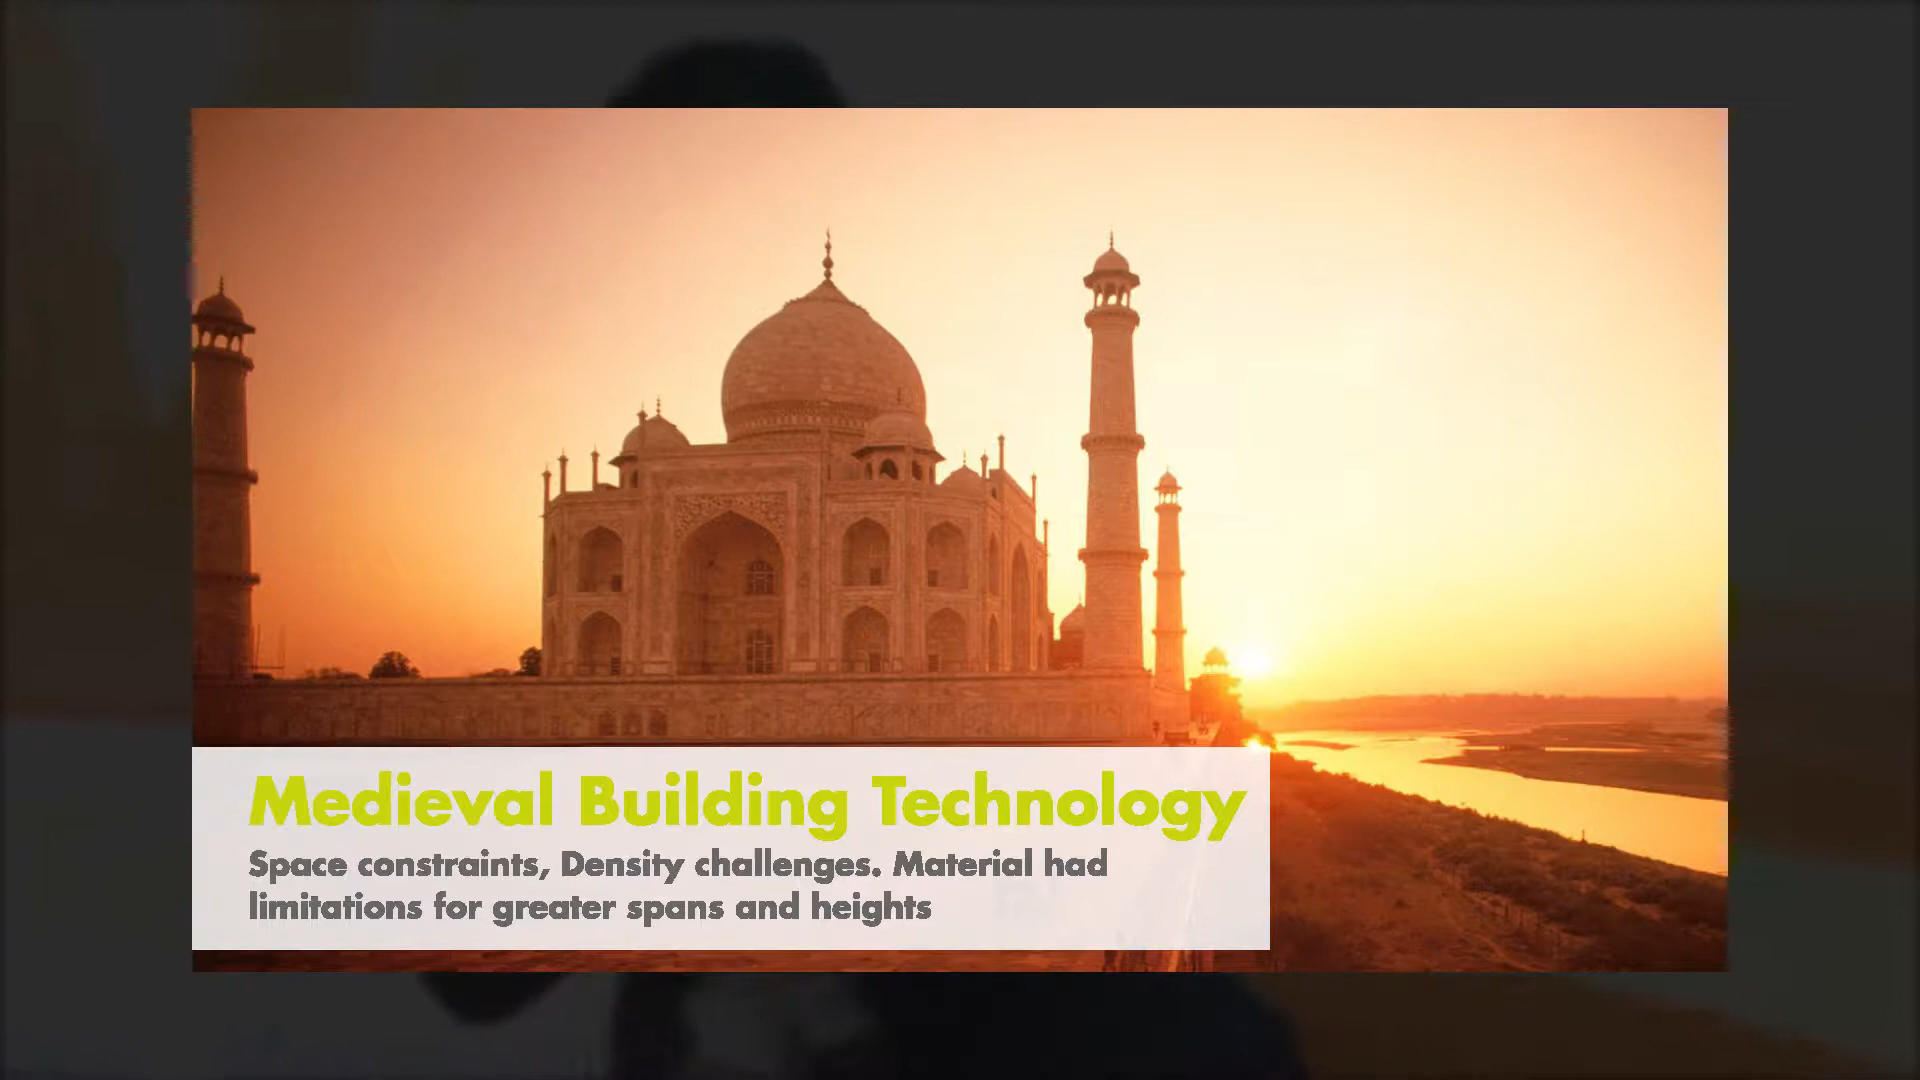 Medieval Building Technology
Space constraints, Density challenges. Material had
limitations for greater spans and heights